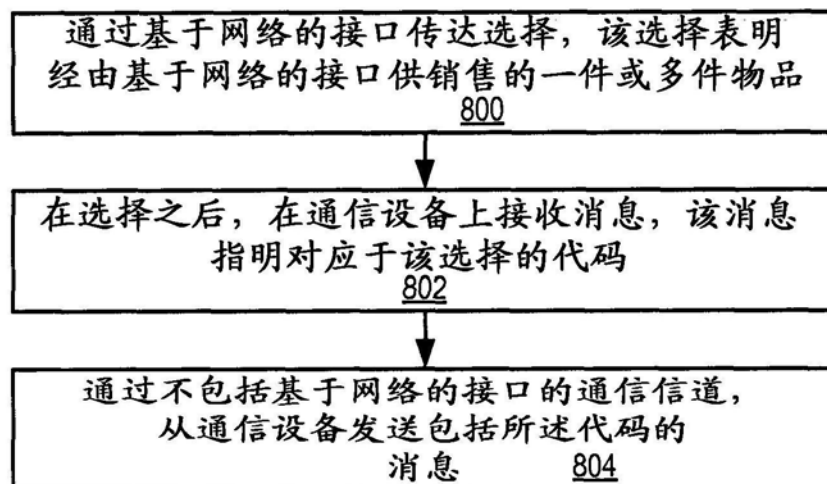 通过基于网络的接口传达选择，该选择表明
经由基于网络的接口供销售的一件或多件物品
800
在选择之后，在通信设备上接收消息，该消息
指明对应于该选择的代码
802
通过不包括基于网络的接口的通信信道，
从通信设备发送包括所述代码的
消息 804